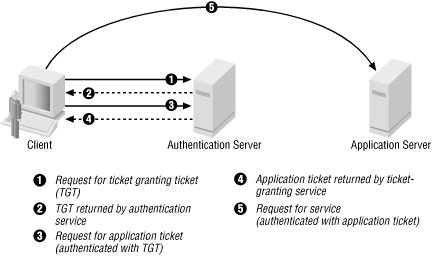 5
1
2
3
4
Client
Authentication Server
Application Server
1 Request for ticket granting ticket
(TGT)
2 TGT returned by authentication
service
3 Request for application ticket
(authenticated with TGT)
4 Application ticket returned by ticket-
granting service
5 Request for service
(authenticated with application ticket)